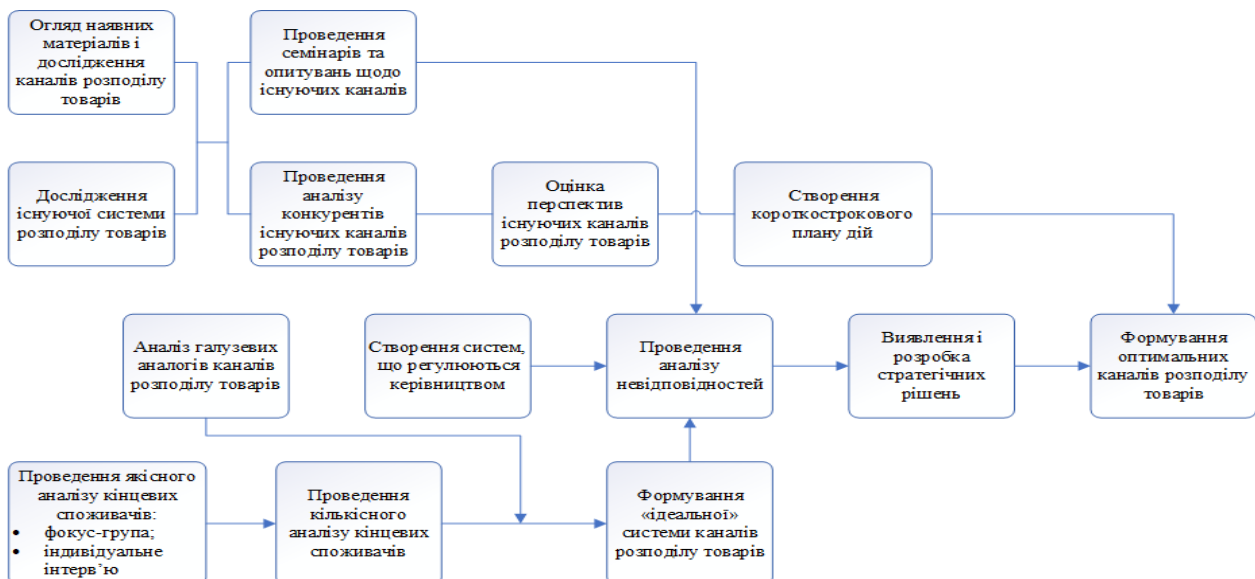 Огляд наявних
матеріалів і
дослідження
каналів розподілу
товарів
Проведення
семінарів та
опитувань щодо
існуючих каналів
Дослідження
існуючої системи
розподілу товарів
Проведення
аналізу
конкурентів
існуючих каналів
розподілу товарів
Оцінка
перспектив
існуючих каналів
розподілу товарів
Створення
короткострокового
плану дій
Аналіз галузевих
аналогів каналів
розподілу товарів
Створення систем,
що регулюються
керівництвом
Проведення
аналізу
невідповідностей
Виявлення і
розробка
стратегічних
рішень
Формування
оптимальних
каналів розподілу
товарів
Проведення якісного
аналізу кінцевих
споживачів:
• фокус-група;
• індивідуальне
інтерв’ю
Проведення
кількісного
аналізу кінцевих
споживачів
Формування
«ідеальної»
системи каналів
розподілу товарів